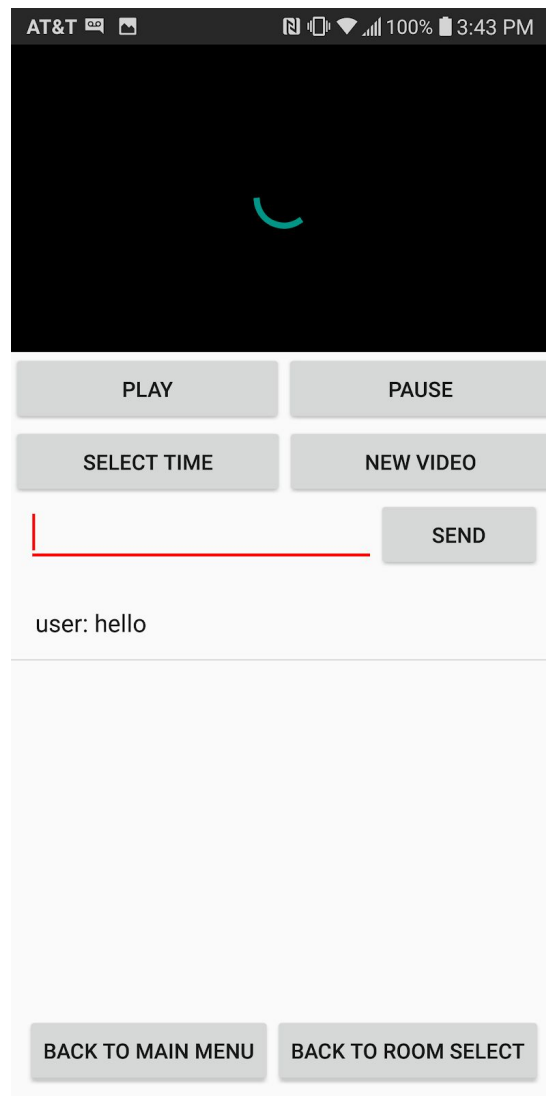 AT&T 100% 3:43 PM
PLAY PAUSE
SELECT TIME NEW VIDEO
SEND
user: hello
BACK TO MAIN MENU BACK TO ROOM SELECT